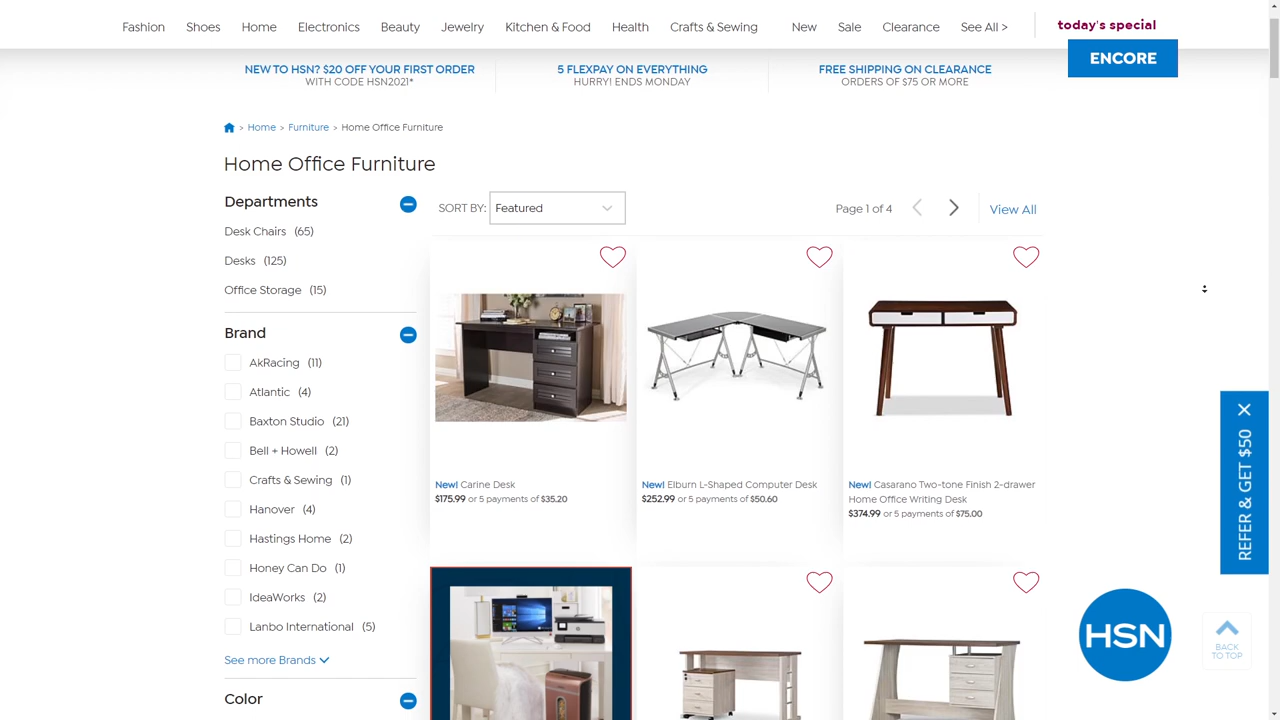 Fashion Shoes Home Electronics Beauty Jewelry Kitchen & Food Health Crafts & Sewing New Sale Clearance See All >
today's special
ENCORE
NEW TO HSN? $20 OFF YOUR FIRST ORDER
WITH CODE HSN2021*
5 FLEXPAY ON EVERYTHING
HURRY! ENDS MONDAY
FREE SHIPPING ON CLEARANCE
ORDERS OF $75 OR MORE
> Home > Furniture > Home Office Furniture
Home Office Furniture
Departments
Desk Chairs (65)
Desks (125)
Office Storage (15)
Brand
AkRacing (11)
Atlantic (4)
Baxton Studio (21)
Bell + Howell (2)
Crafts & Sewing (1)
Hanover (4)
Hastings Home (2)
Honey Can Do (1)
IdeaWorks (2)
Lanbo International (5)
See more Brands
Color
SORT BY: Featured
Page 1 of 4
View All
New! Carine Desk
$175.99 or 5 payments of $35.20
New! Elburn L-Shaped Computer Desk
$252.99 or 5 payments of $50.60
New! Casarano Two-tone Finish 2-drawer
Home Office Writing Desk
$374.99 or 5 payments of $75.00
REFER & GET $50
HSN
BACK
TO TOP